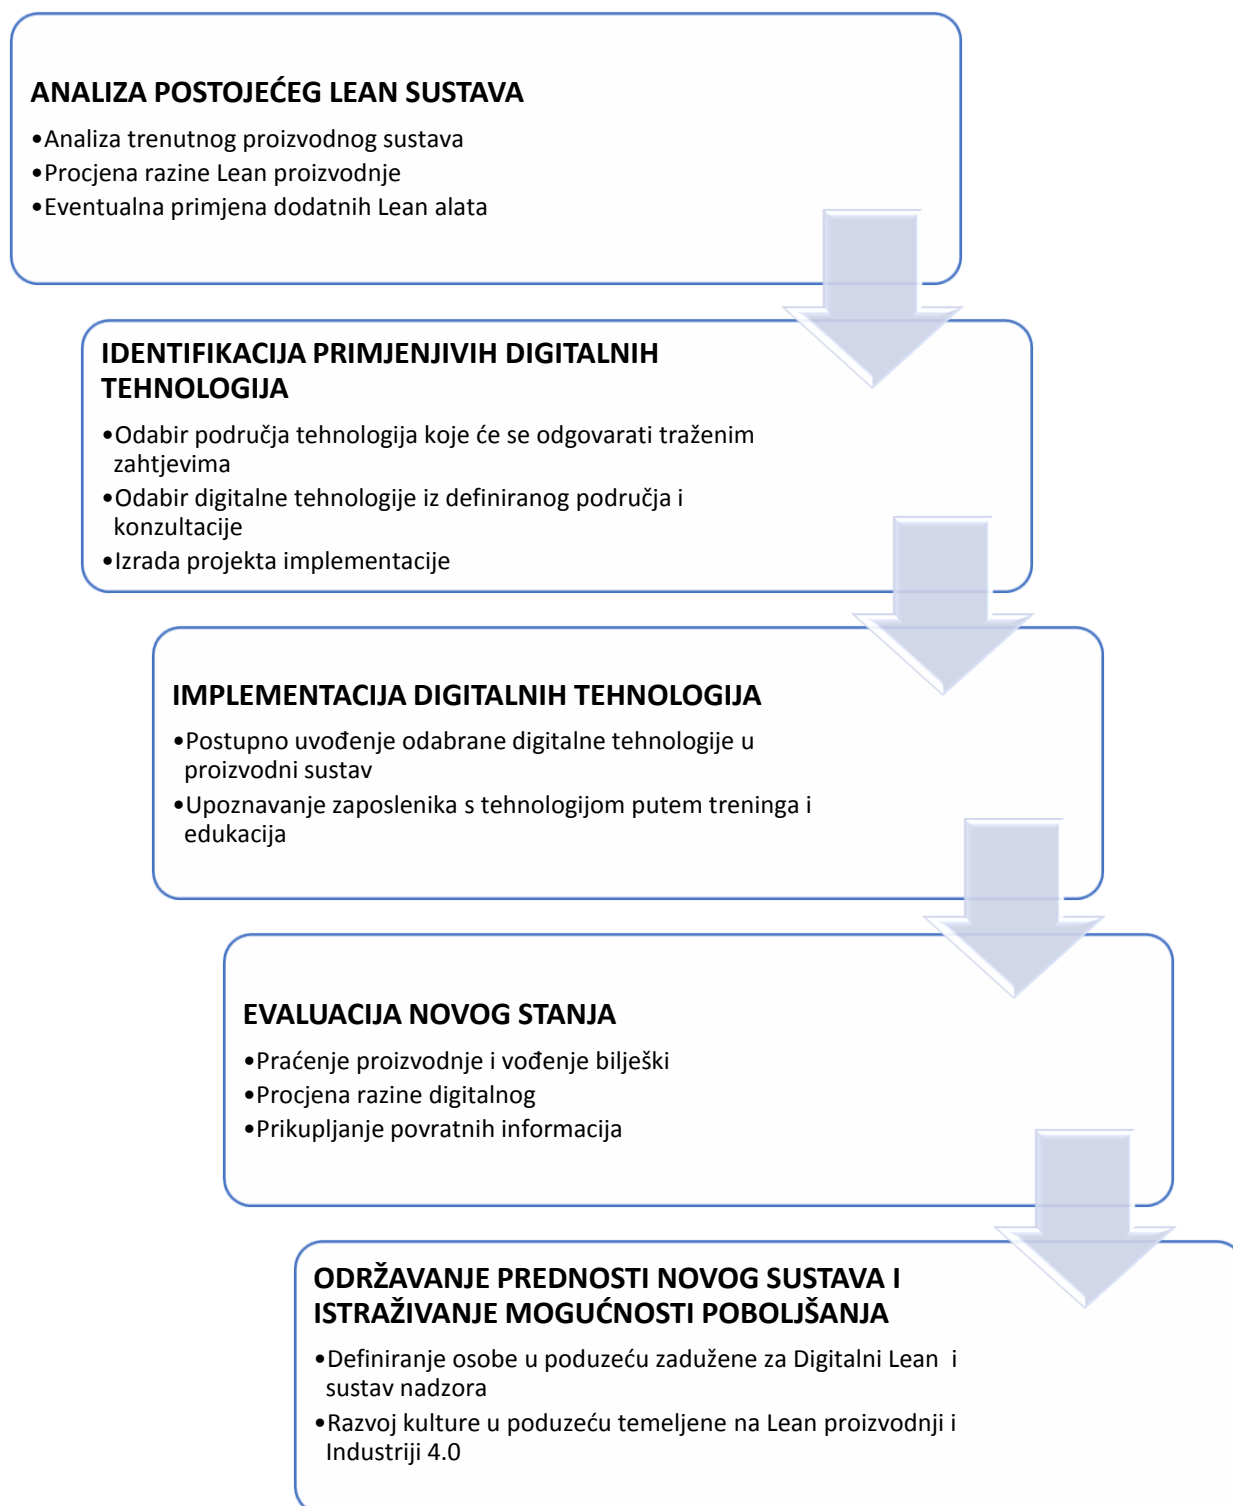 ANALIZA POSTOJEĆEG LEAN SUSTAVA
•Analiza trenutnog proizvodnog sustava
•Procjena razine Lean proizvodnje
•Eventualna primjena dodatnih Lean alata
IDENTIFIKACIJA PRIMJENJIVIH DIGITALNIH
TEHNOLOGIJA
•Odabir područja tehnologija koje će se odgovarati traženim
zahtjevima
•Odabir digitalne tehnologije iz definiranog područja i
konzultacije
•Izrada projekta implementacije
IMPLEMENTACIJA DIGITALNIH TEHNOLOGIJA
•Postupno uvođenje odabrane digitalne tehnologije u
proizvodni sustav
•Upoznavanje zaposlenika s tehnologijom putem treninga i
edukacija
EVALUACIJA NOVOG STANJA
•Praćenje proizvodnje i vođenje bilješki
•Procjena razine digitalnog
•Prikupljanje povratnih informacija
ODRŽAVANJE PREDNOSTI NOVOG SUSTAVA I
ISTRAŽIVANJE MOGUĆNOSTI POBOLJŠANJA
•Definiranje osobe u poduzeću zadužene za Digitalni Lean i
sustav nadzora
•Razvoj kulture u poduzeću temeljene na Lean proizvodnji i
Industriji 4.0